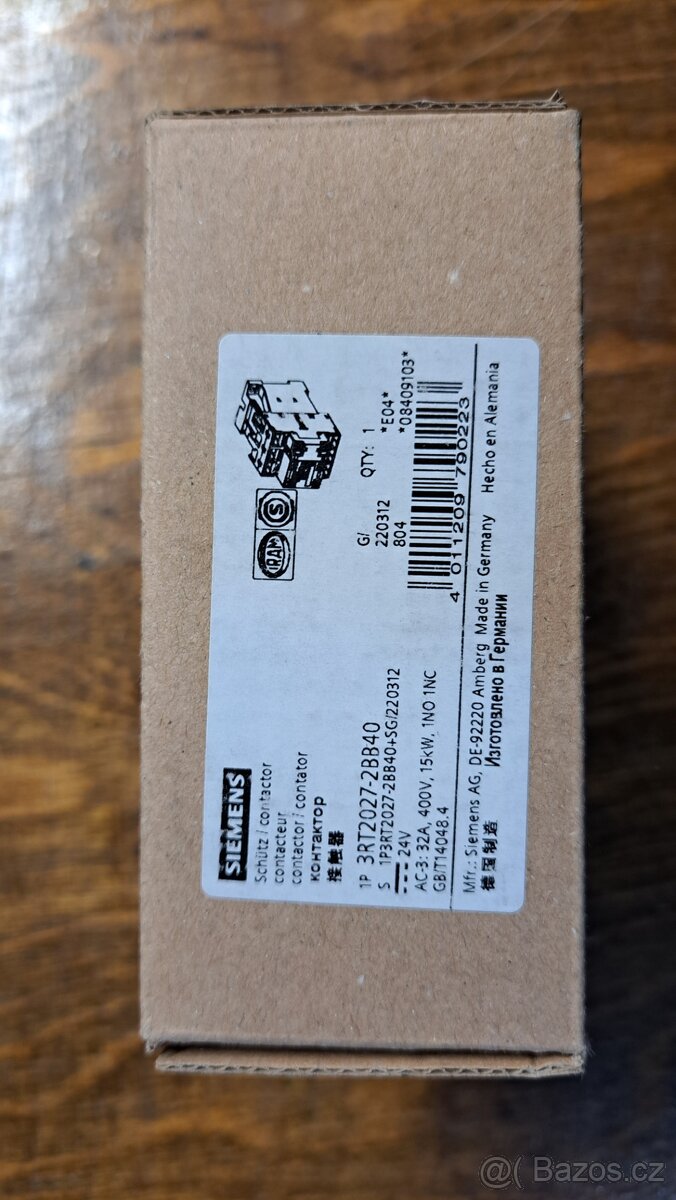 SIEMENS
Schütz / contactor
contacteur
contactor / contator
контактор
接触器
1P 3RT2027-2BB40
S 1P3RT2027-2BB40+SG/220312
24V
AC-3: 32A, 400V, 15kW, 1NO 1NC
GB/T14048.4
IRAM
S
G/ QTY: 1
220312 *E04*
804 *08409103*
4 011209 790223
Mfr.: Siemens AG, DE-92220 Amberg Made in Germany Hecho en Alemania
德国制造 Изготовлено в Германии
@( Bazos.cz